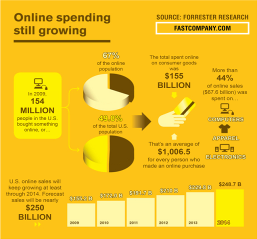 Online spending
still growing
SOURCE: FORRESTER RESEARCH
FASTCOMPANY.COM
In 2009,
154
MILLION
people in the U.S.
bought something
online, or...
67%
of the online
population
49.8%
of the total U.S.
population
The total spent online
on consumer goods
was
$155
BILLION
That's an average of
$1,006.5
for every person who
made an online purchase
More than
44%
of online sales
($67.6 billion) was
spent on...
COMPUTERS
APPAREL
ELECTRONICS
U.S. online sales will
keep growing at least
through 2014. Forecast
sales will be nearly
$250
BILLION
$248.7 B
2009
2010
2011
2012
2013
2014